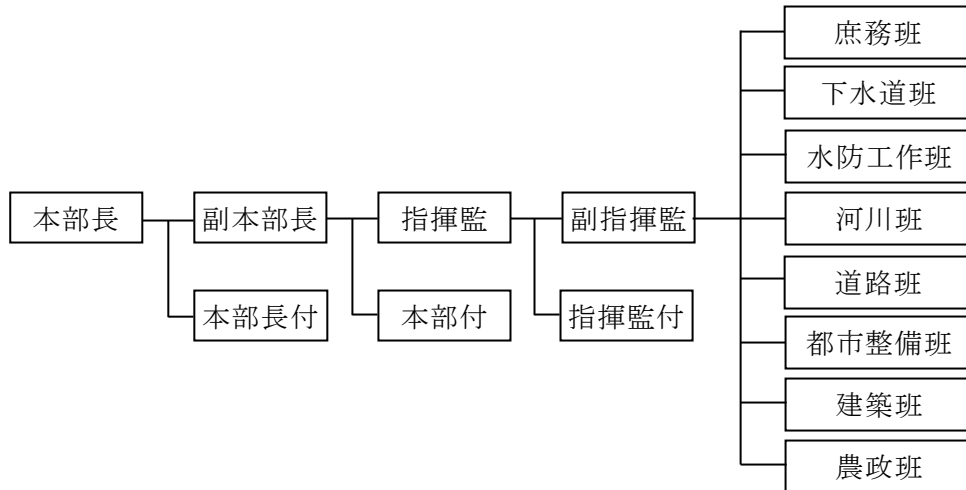 庶務班
下水道班
水防工作班
本部長
副本部長
指揮監
副指揮監
河川班
道路班
本部長付
本部付
指揮監付
都市整備班
建築班
農政班